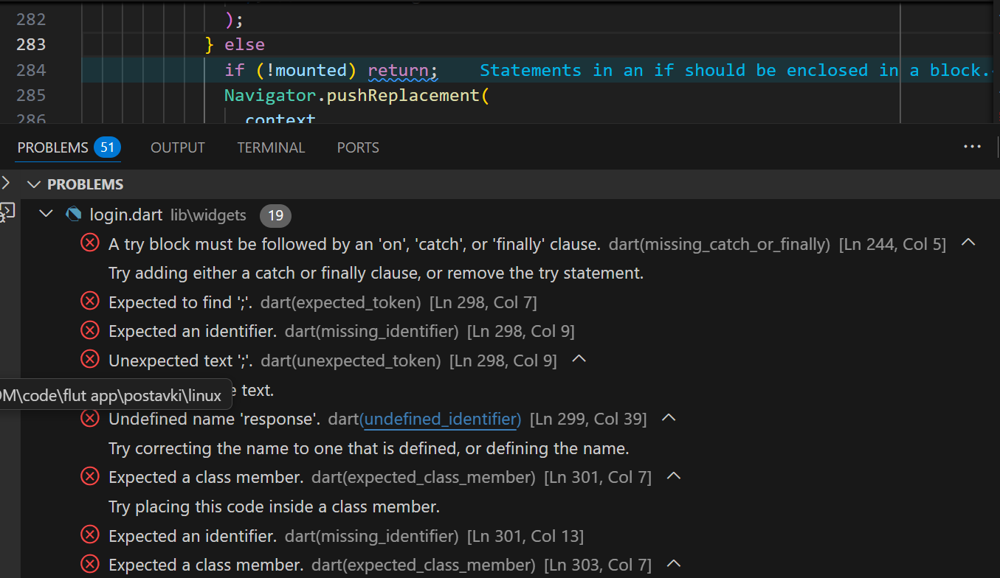 282 );
283 } else
284 if (!mounted) return; Statements in an if should be enclosed in a block.
285 Navigator.pushReplacement(
286 context
PROBLEMS 51 OUTPUT TERMINAL PORTS ...
PROBLEMS
login.dart lib\widgets 19
A try block must be followed by an 'on', 'catch', or 'finally' clause. dart(missing_catch_or_finally) [Ln 244, Col 5]
Try adding either a catch or finally clause, or remove the try statement.
Expected to find ';'. dart(expected_token) [Ln 298, Col 7]
Expected an identifier. dart(missing_identifier) [Ln 298, Col 9]
Unexpected text ';'. dart(unexpected_token) [Ln 298, Col 9]
text.
M\code\flut app\postavki\linux
Undefined name 'response'. dart(undefined_identifier) [Ln 299, Col 39]
Try correcting the name to one that is defined, or defining the name.
Expected a class member. dart(expected_class_member) [Ln 301, Col 7]
Try placing this code inside a class member.
Expected an identifier. dart(missing_identifier) [Ln 301, Col 13]
Expected a class member. dart(expected_class_member) [Ln 303, Col 7]